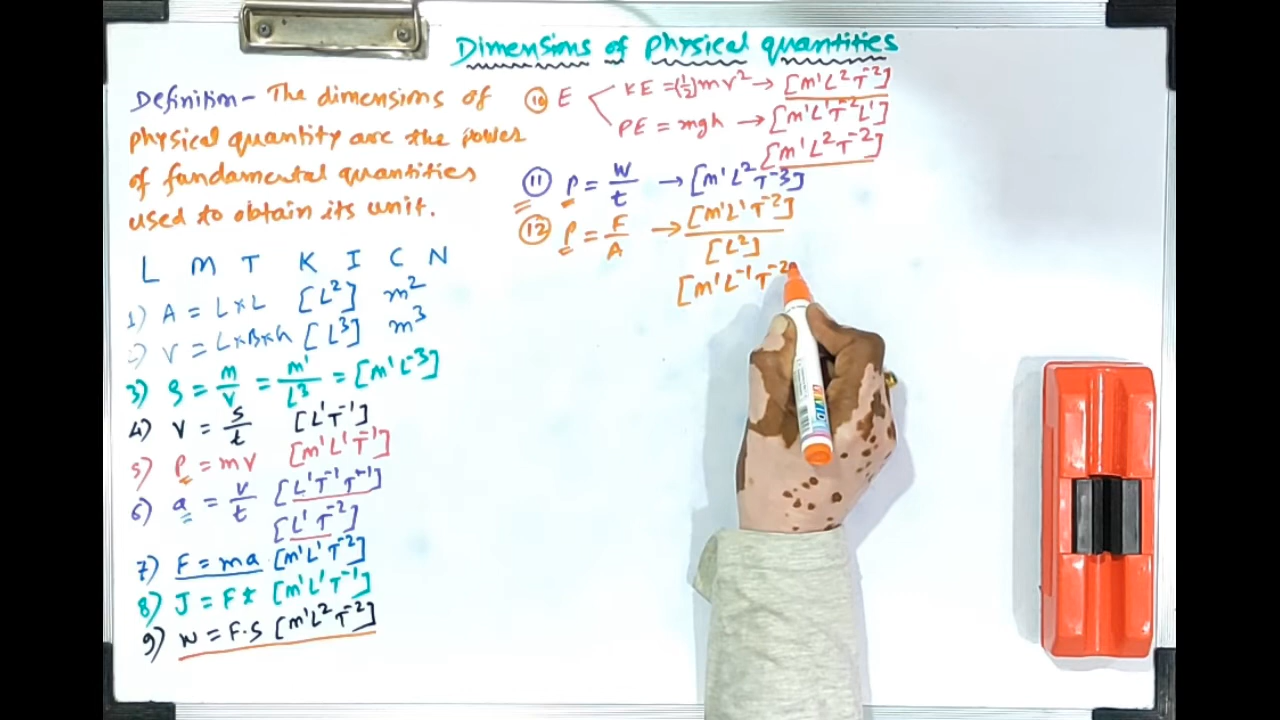 Dimensions of Physical quantities
Definition - The dimensions of
physical quantity are the power
of fundamental quantities
used to obtain its unit.
L M T K I C N
1) A = L×L [L²] m²
2) V = L×B×h [L³] m³
3) ρ = m/V = m¹/L³ = [m¹L⁻³]
4) v = s/t [L¹T⁻¹]
5) P = mv [m¹L¹T⁻¹]
6) a = v/t [L¹T⁻¹T⁻¹]
[L¹T⁻²]
7) F = ma [m¹L¹T⁻²]
8) J = Ft [m¹L¹T⁻¹]
9) W = F.S [m¹L²T⁻²]
10 E KE = (1/2)mv² → [m¹L²T⁻²]
PE = mgh → [m¹L¹T⁻²L¹]
[m¹L²T⁻²]
11 P = W/t → [m¹L²T⁻³]
12 P = F/A → [m¹L¹T⁻²]/[L²]
[m¹L⁻¹T⁻²